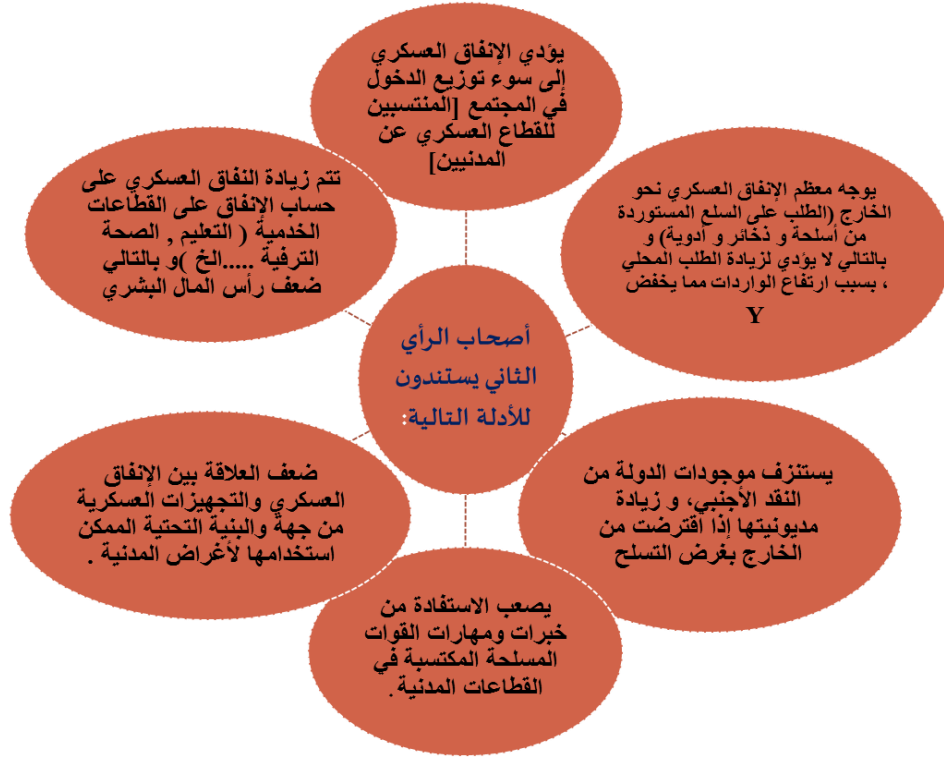 أصحاب الرأي
الثاني يستندون
للأدلة التالية:
يؤدي الإنفاق العسكري
إلى سوء توزيع الدخول
في المجتمع [المنتسبين
للقطاع العسكري عن
المدنيين]
يوجه معظم الإنفاق العسكري نحو
الخارج (الطلب على السلع المستوردة
من أسلحة و ذخائر و أدوية) و
بالتالي لا يؤدي لزيادة الطلب المحلي
، بسبب ارتفاع الواردات مما يخفض
Y
يستنزف موجودات الدولة من
النقد الأجنبي، و زيادة
مديونيتها إذا اقترضت من
الخارج بغرض التسلح
يصعب الاستفادة من
خبرات ومهارات القوات
المسلحة المكتسبة في
القطاعات المدنية .
ضعف العلاقة بين الإنفاق
العسكري والتجهيزات العسكرية
من جهة والبنية التحتية الممكن
استخدامها لأغراض المدنية .
تتم زيادة النفاق العسكري على
حساب الإنفاق على القطاعات
الخدمية ( التعليم , الصحة
الترفية .....الخ )و بالتالي
ضعف رأس المال البشري